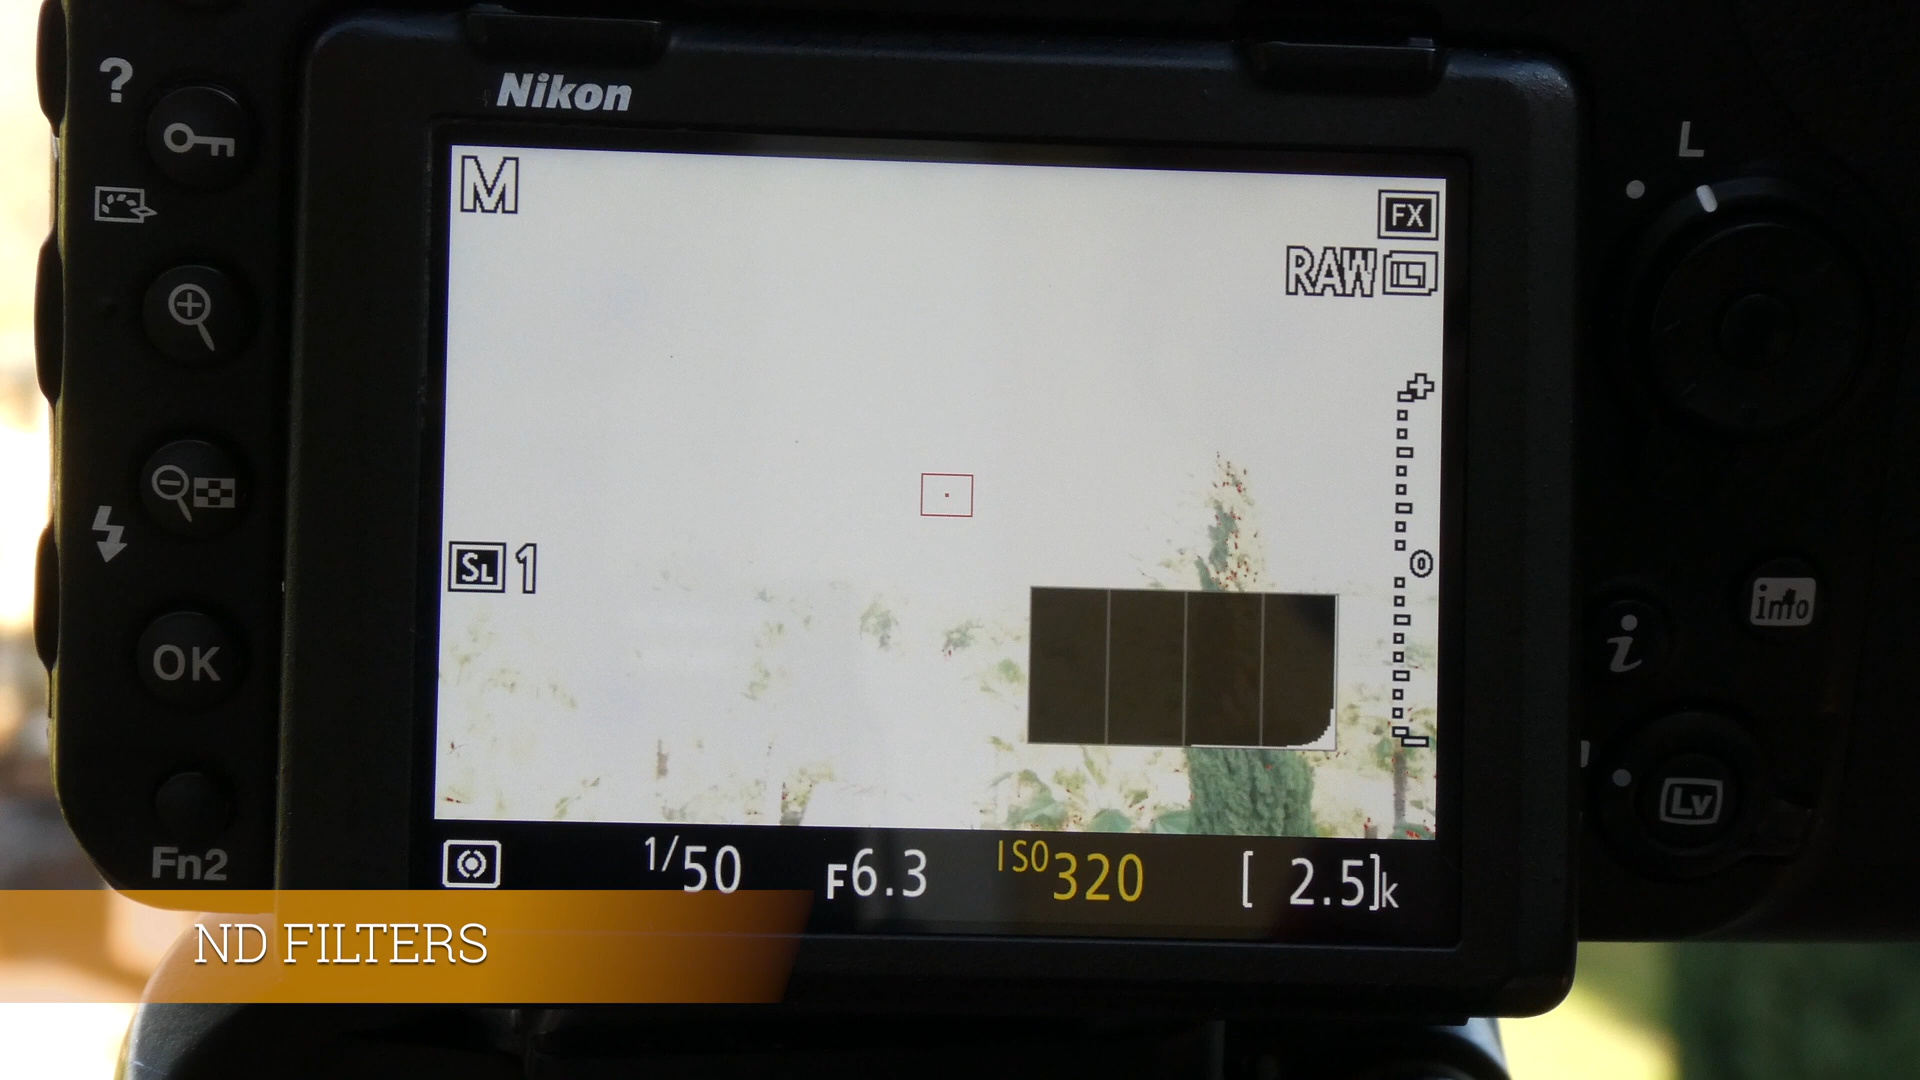 ?
Nikon
L
M
FX
RAW L
SL 1
OK
info
i
Lv
Fn2
1/50 F6.3 ISO 320 [ 2.5]k
ND FILTERS